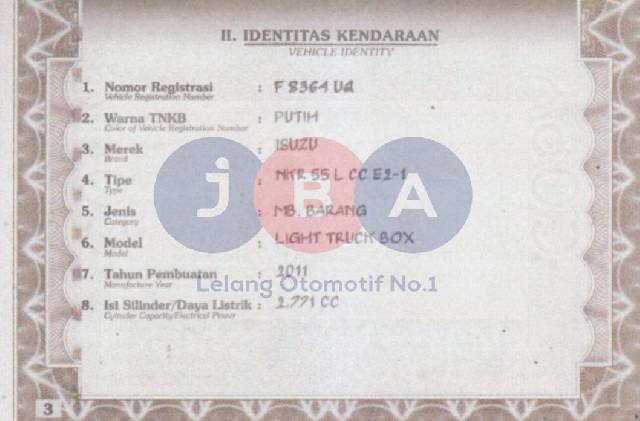 II. IDENTITAS KENDARAAN
VEHICLE IDENTITY
1. Nomor Registrasi : F 8364 UQ
Vehicle Registration Number
2. Warna TNKB : PUTIH
Color of Vehicle Registration Number
3. Merek : ISUZU
Brand
4. Tipe : NKR 55 L CC E2-1
Type
5. Jenis : MB. BARANG
Category
6. Model : LIGHT TRUCK BOX
Model
7. Tahun Pembuatan : 2011
Manufacture Year
8. Isi Silinder/Daya Listrik : 2.771 CC
Cylinder Capacity/Electrical Power
JBA
Lelang Otomotif No.1
3